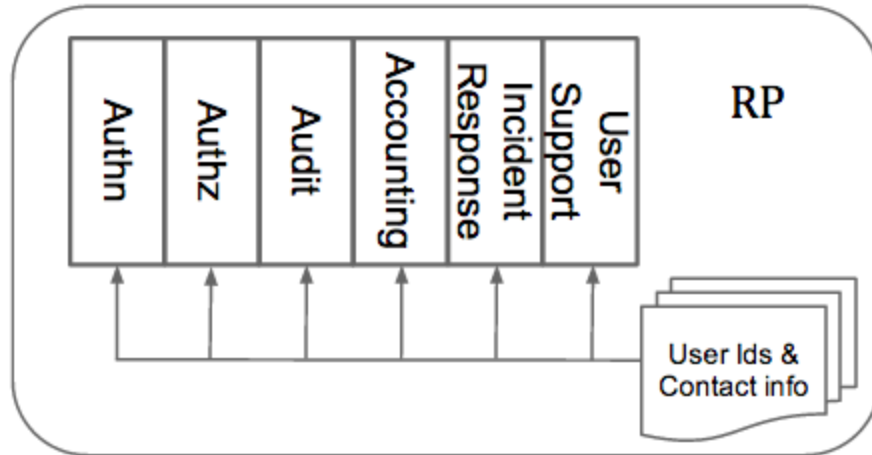 Authn
Authz
Audit
Accounting
Incident
Response
User
Support
RP
User Ids &
Contact info